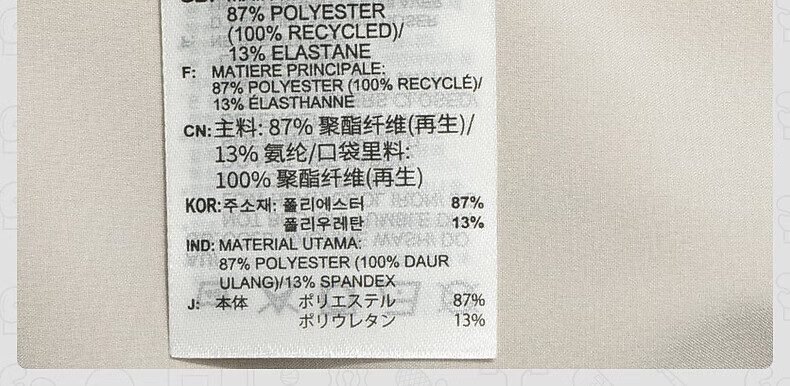 87% POLYESTER
(100% RECYCLED)/
13% ELASTANE
F: MATIERE PRINCIPALE:
87% POLYESTER (100% RECYCLÉ)/
13% ÉLASTHANNE
CN: 主料: 87% 聚酯纤维(再生)/
13% 氨纶/口袋里料:
100% 聚酯纤维(再生)
KOR: 주소재: 폴리에스터 87%
폴리우레탄 13%
IND: MATERIAL UTAMA:
87% POLYESTER (100% DAUR
ULANG)/13% SPANDEX
J: 本体 ポリエステル 87%
ポリウレタン 13%